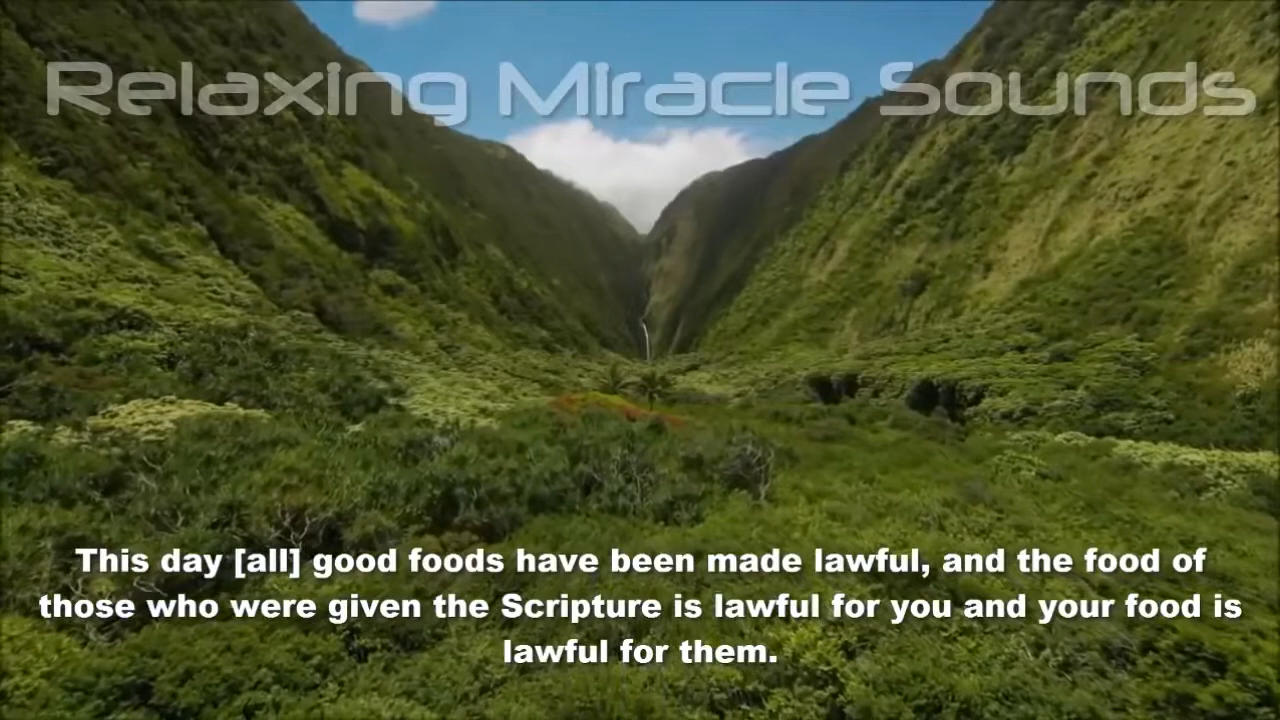 Relaxing Miracle Sounds
This day [all] good foods have been made lawful, and the food of
those who were given the Scripture is lawful for you and your food is
lawful for them.